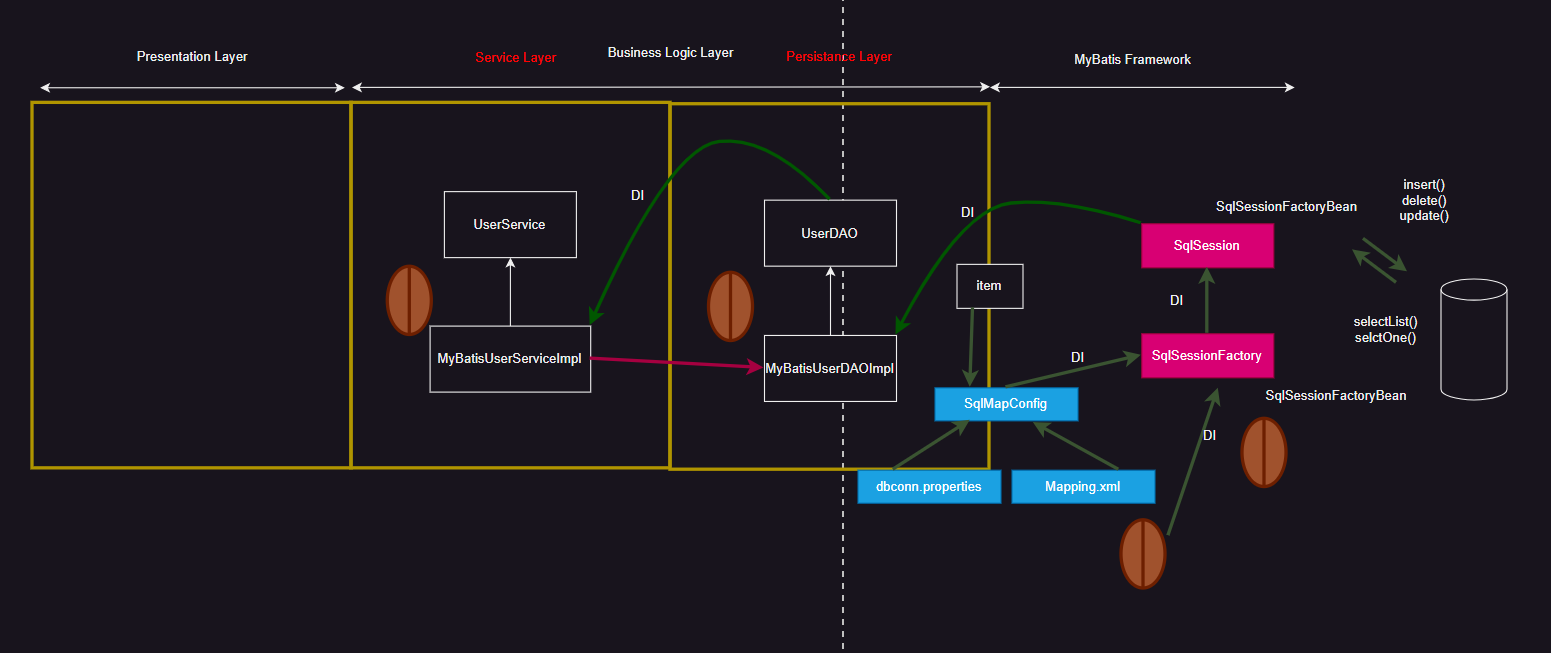 Presentation Layer
Service Layer
Business Logic Layer
Persistance Layer
MyBatis Framework
DI
UserService
MyBatisUserServiceImpl
UserDAO
MyBatisUserDAOImpl
DI
item
SqlSessionFactoryBean
SqlSession
DI
insert()
delete()
update()
selectList()
selctOne()
DI
SqlSessionFactory
SqlSessionFactoryBean
SqlMapConfig
DI
dbconn.properties
Mapping.xml